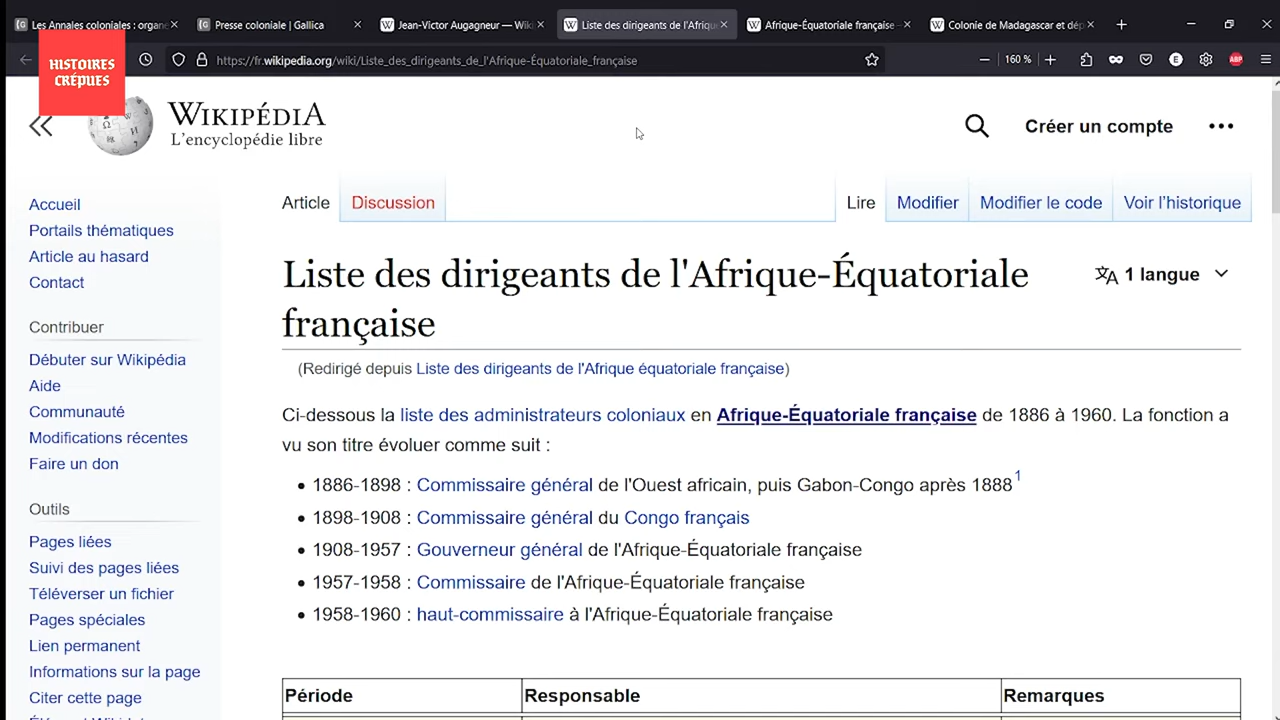 Les Annales coloniales : organe
Presse coloniale | Gallica
Jean-Victor Augagneur — Wiki
Liste des dirigeants de l'Afriqu
Afrique-Équatoriale française —
Colonie de Madagascar et dép
HISTOIRES
CRÉPUES
https://fr.wikipedia.org/wiki/Liste_des_dirigeants_de_l'Afrique-Équatoriale_française
160 %
ABP
WIKIPÉDIA
L'encyclopédie libre
Créer un compte
Article
Discussion
Lire
Modifier
Modifier le code
Voir l'historique
Accueil
Portails thématiques
Article au hasard
Contact
Contribuer
Débuter sur Wikipédia
Aide
Communauté
Modifications récentes
Faire un don
Outils
Pages liées
Suivi des pages liées
Téléverser un fichier
Pages spéciales
Lien permanent
Informations sur la page
Citer cette page
Liste des dirigeants de l'Afrique-Équatoriale
française
1 langue
(Redirigé depuis Liste des dirigeants de l'Afrique équatoriale française)
Ci-dessous la liste des administrateurs coloniaux en Afrique-Équatoriale française de 1886 à 1960. La fonction a
vu son titre évoluer comme suit :
• 1886-1898 : Commissaire général de l'Ouest africain, puis Gabon-Congo après 1888¹
• 1898-1908 : Commissaire général du Congo français
• 1908-1957 : Gouverneur général de l'Afrique-Équatoriale française
• 1957-1958 : Commissaire de l'Afrique-Équatoriale française
• 1958-1960 : haut-commissaire à l'Afrique-Équatoriale française
Période
Responsable
Remarques